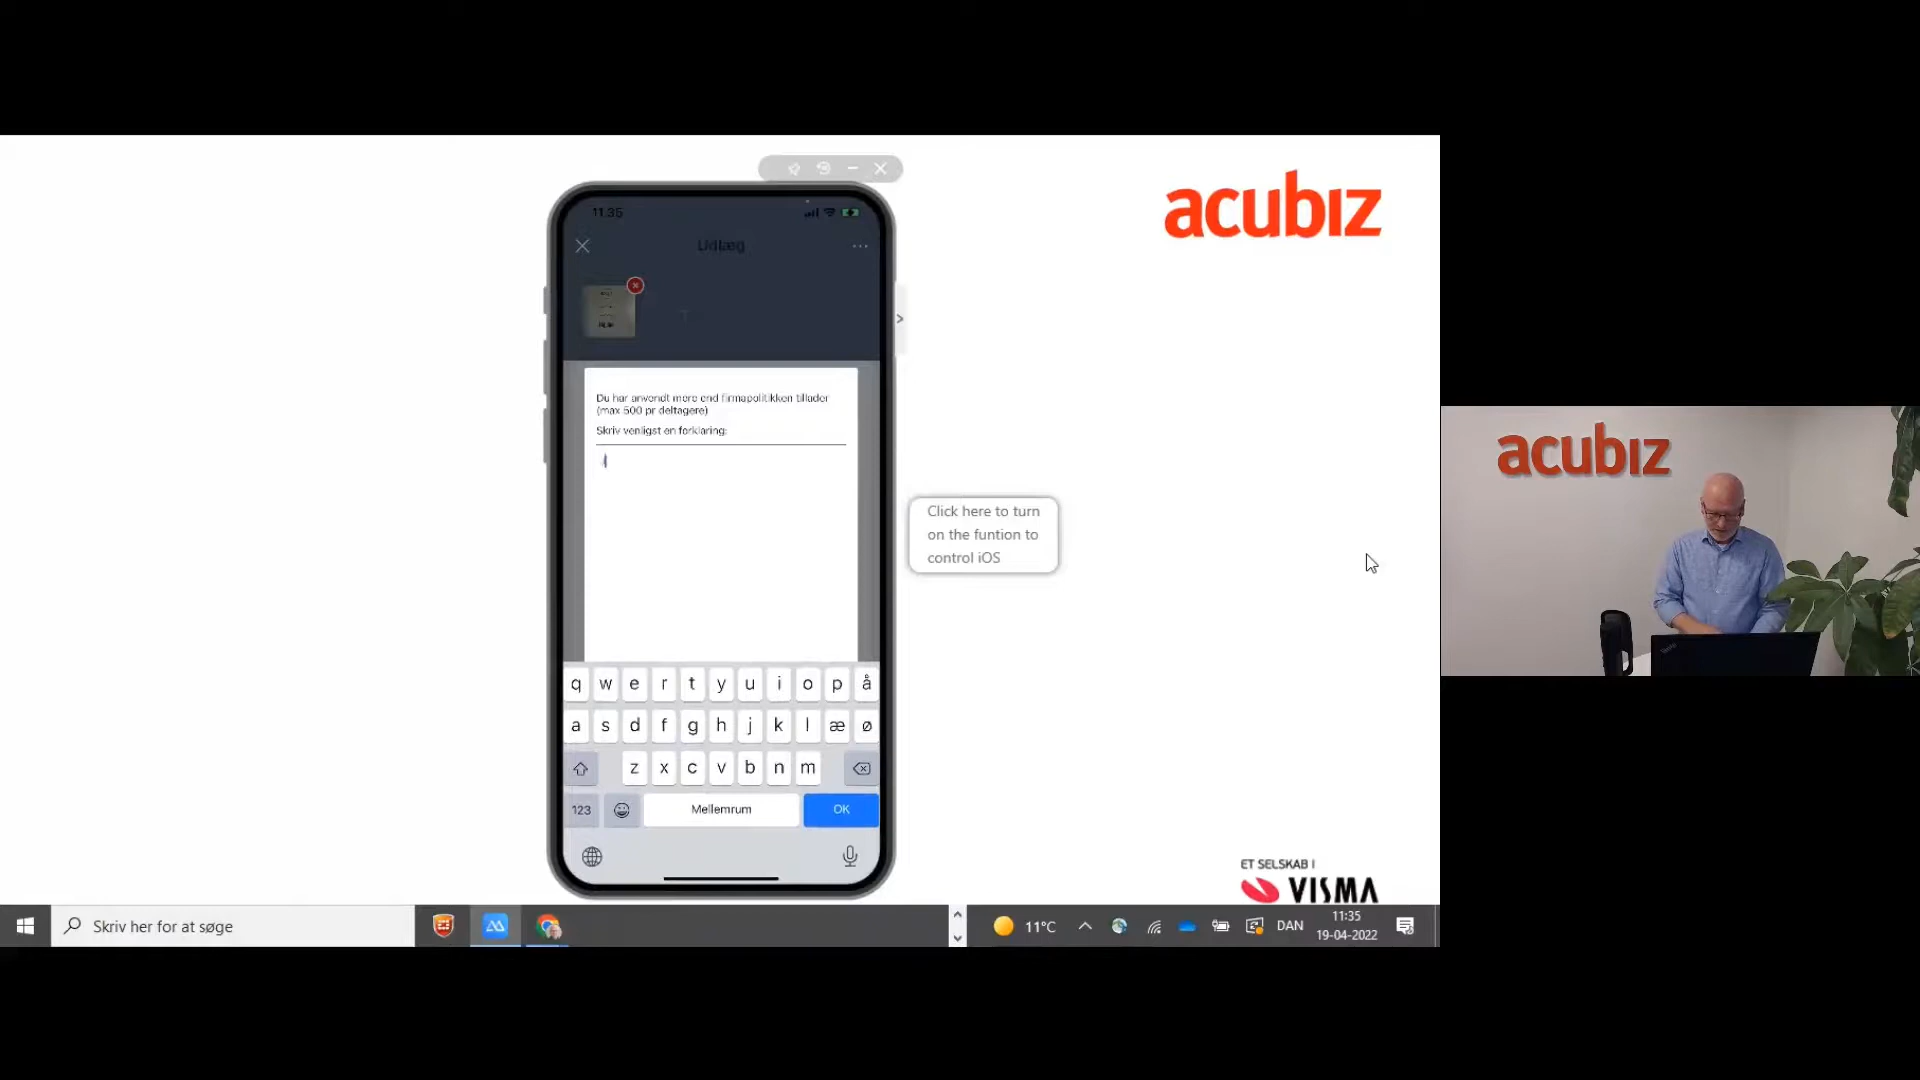 acubiz
11.35
Udlæg
Du har anvendt mere end firmapolitikken tillader
(max 500 pr deltagere)
Skriv venligst en forklaring:
Click here to turn
on the funtion to
control iOS
acubiz
q w e r t y u i o p å
a s d f g h j k l æ ø
z x c v b n m
123
Mellemrum
OK
ET SELSKAB I
VISMA
Skriv her for at søge
11°C
DAN
11:35
19-04-2022